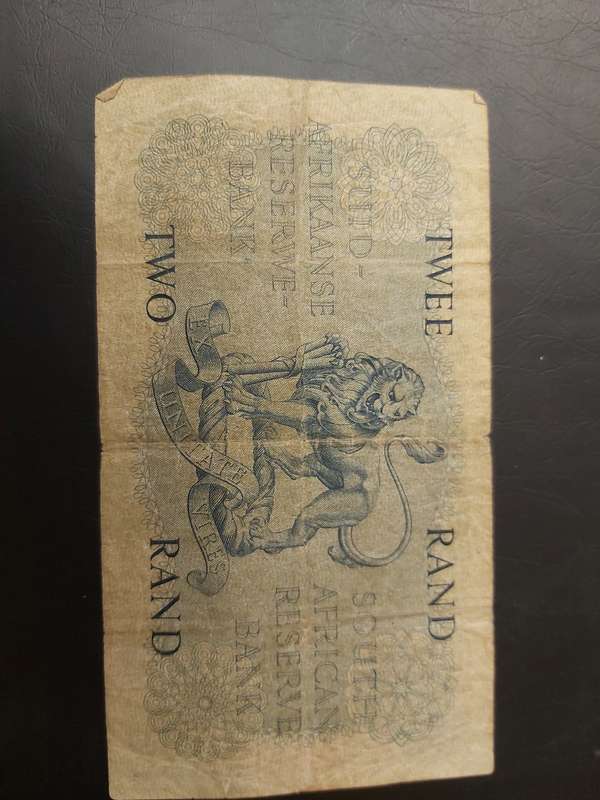 TWEE RAND
SUID-
AFRIKAANSE
RESERWE-
BANK
SOUTH
AFRICAN
RESERVE
BANK
EX
UNITATE
VIRES
TWO RAND